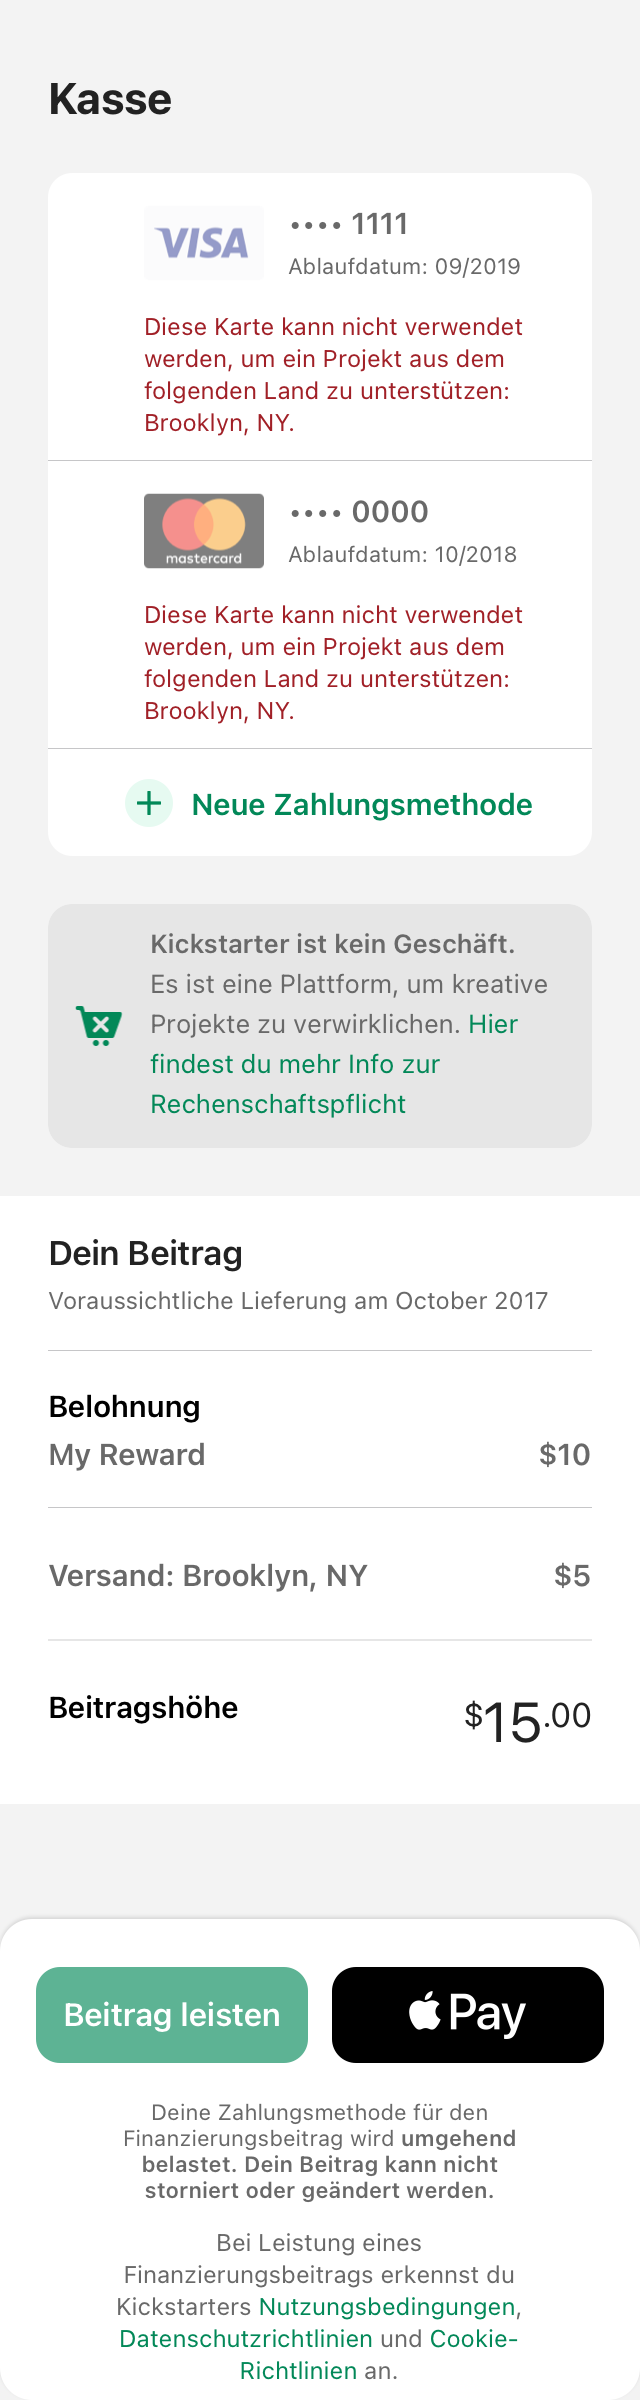 Kasse
VISA
•••• 1111
Ablaufdatum: 09/2019
Diese Karte kann nicht verwendet
werden, um ein Projekt aus dem
folgenden Land zu unterstützen:
Brooklyn, NY.
mastercard
•••• 0000
Ablaufdatum: 10/2018
Diese Karte kann nicht verwendet
werden, um ein Projekt aus dem
folgenden Land zu unterstützen:
Brooklyn, NY.
Neue Zahlungsmethode
Kickstarter ist kein Geschäft.
Es ist eine Plattform, um kreative
Projekte zu verwirklichen. Hier
findest du mehr Info zur
Rechenschaftspflicht
Dein Beitrag
Voraussichtliche Lieferung am October 2017
Belohnung
My Reward $10
Versand: Brooklyn, NY $5
Beitragshöhe $15.00
Beitrag leisten
Pay
Deine Zahlungsmethode für den
Finanzierungsbeitrag wird umgehend
belastet. Dein Beitrag kann nicht
storniert oder geändert werden.
Bei Leistung eines
Finanzierungsbeitrags erkennst du
Kickstarters Nutzungsbedingungen,
Datenschutzrichtlinien und Cookie-
Richtlinien an.